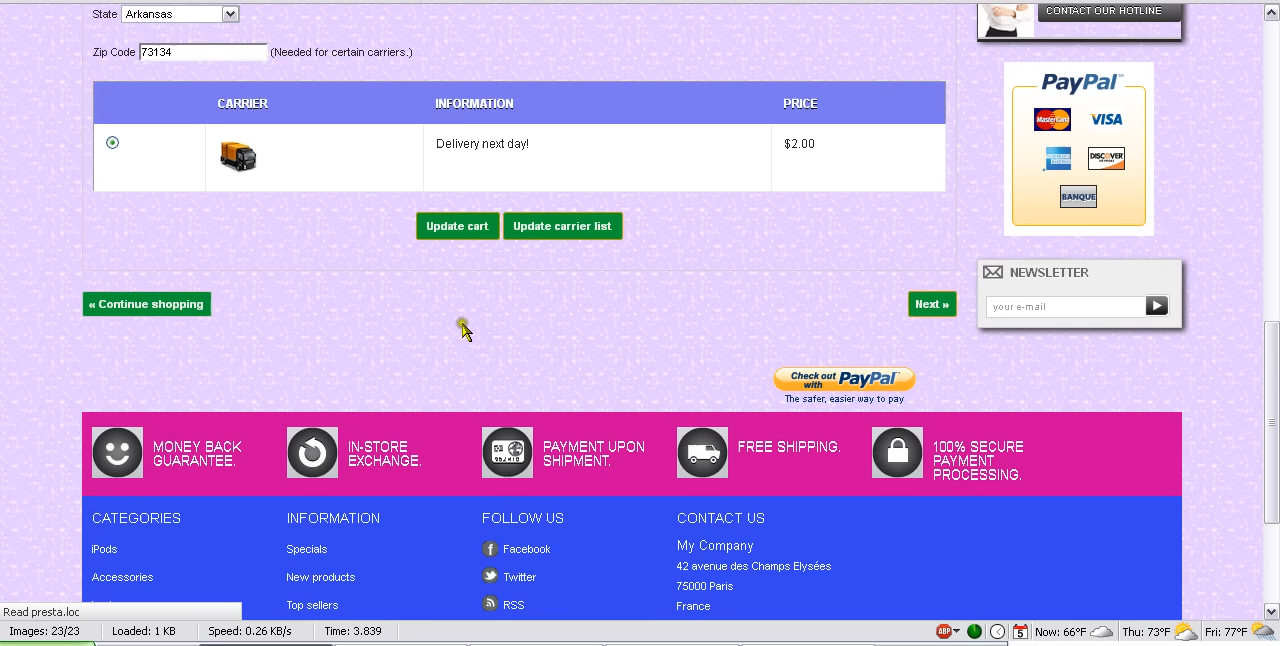 State Arkansas
Zip Code 73134 (Needed for certain carriers.)
CARRIER INFORMATION PRICE
Delivery next day! $2.00
Update cart Update carrier list
« Continue shopping Next »
CONTACT OUR HOTLINE
PayPal
MasterCard VISA
DISCOVER
BANQUE
NEWSLETTER
your e-mail
Check out with PayPal
The safer, easier way to pay
MONEY BACK
GUARANTEE.
IN-STORE
EXCHANGE.
PAYMENT UPON
SHIPMENT.
FREE SHIPPING.
100% SECURE
PAYMENT
PROCESSING.
CATEGORIES
iPods
Accessories
INFORMATION
Specials
New products
Top sellers
FOLLOW US
Facebook
Twitter
RSS
CONTACT US
My Company
42 avenue des Champs Elysées
75000 Paris
France
Read presta.loc
Images: 23/23 Loaded: 1 KB Speed: 0.26 KB/s Time: 3.839 ABP 5 Now: 66°F Thu: 73°F Fri: 77°F